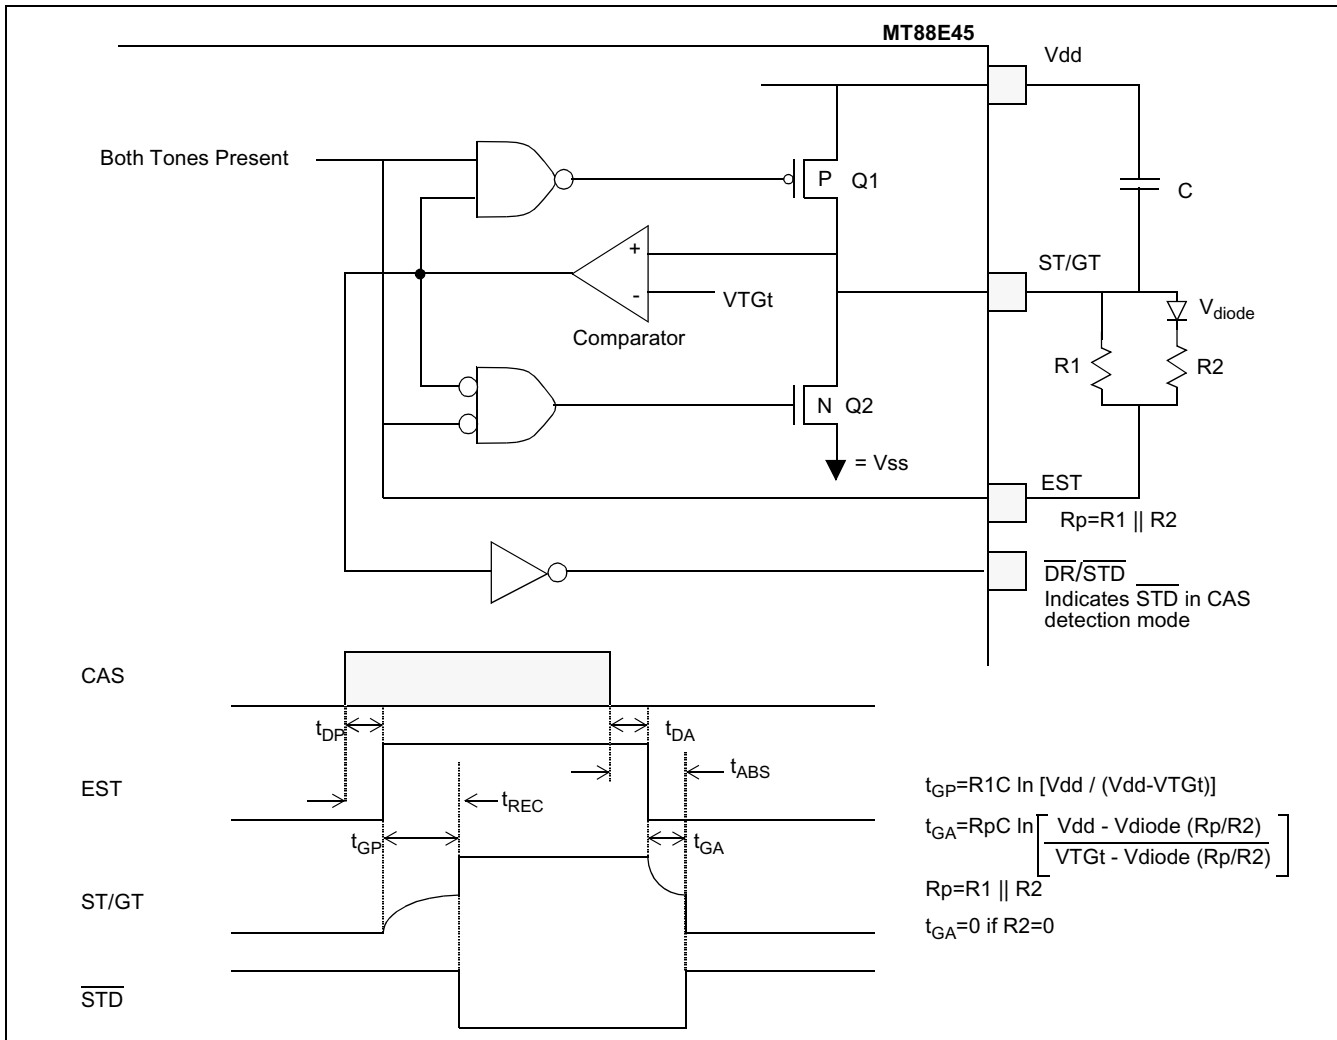 MT88E45
Vdd
Both Tones Present
P Q1
C
+
ST/GT
- VTGt
Vdiode
Comparator
R1 R2
N Q2
= Vss
EST
Rp=R1 || R2
DR/STD
Indicates STD in CAS
detection mode
CAS
tDP tDA
tABS
EST
tREC
tGP=R1C ln [Vdd / (Vdd-VTGt)]
tGP tGA
tGA=RpC ln [ Vdd - Vdiode (Rp/R2)
VTGt - Vdiode (Rp/R2) ]
ST/GT
Rp=R1 || R2
tGA=0 if R2=0
STD